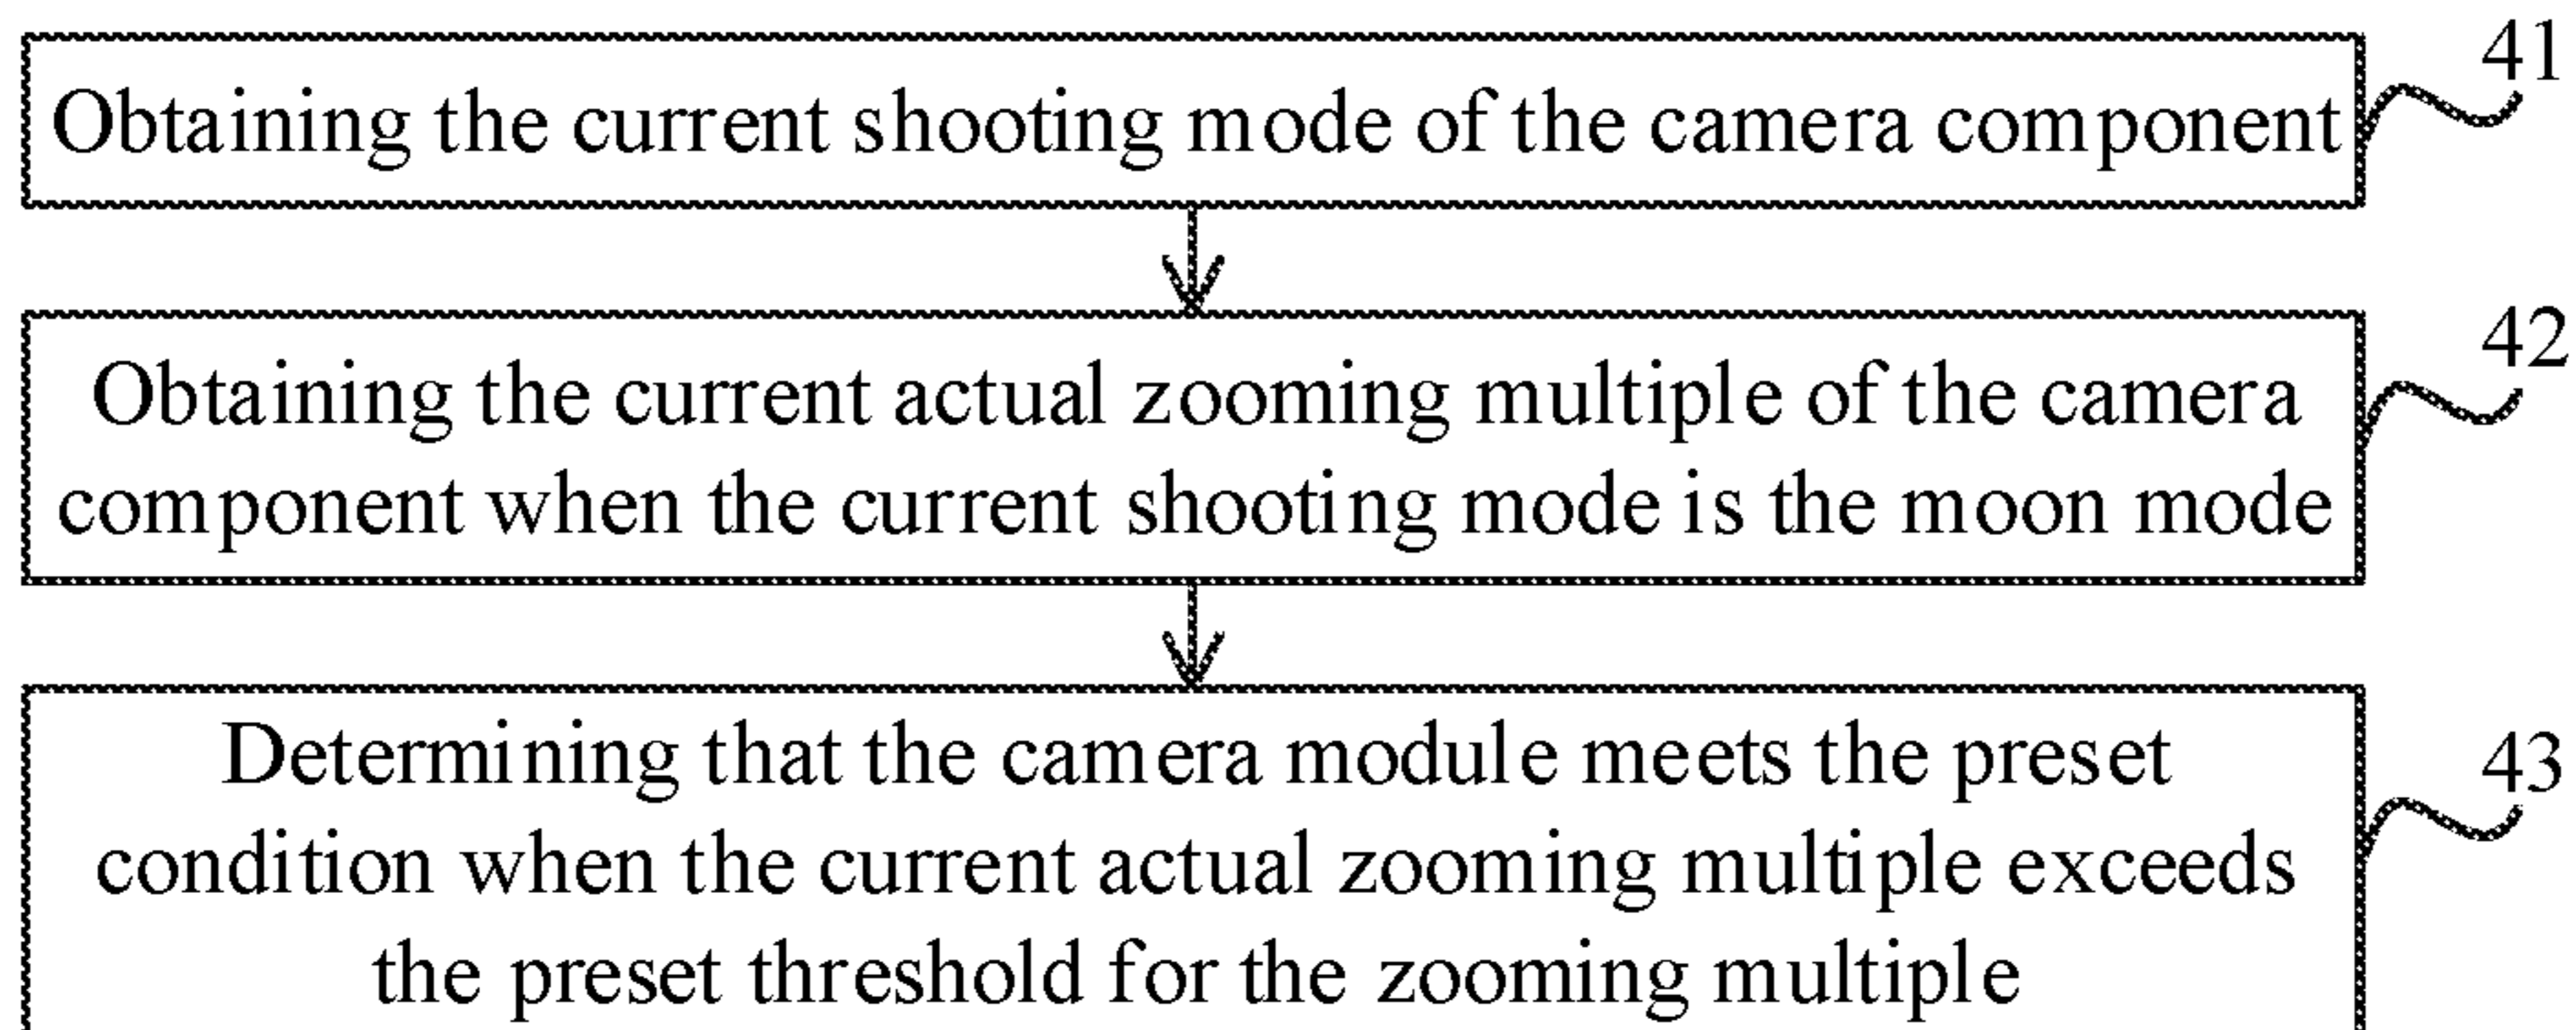 Obtaining the current shooting mode of the camera component
41
Obtaining the current actual zooming multiple of the camera
component when the current shooting mode is the moon mode
42
Determining that the camera module meets the preset
condition when the current actual zooming multiple exceeds
the preset threshold for the zooming multiple
43